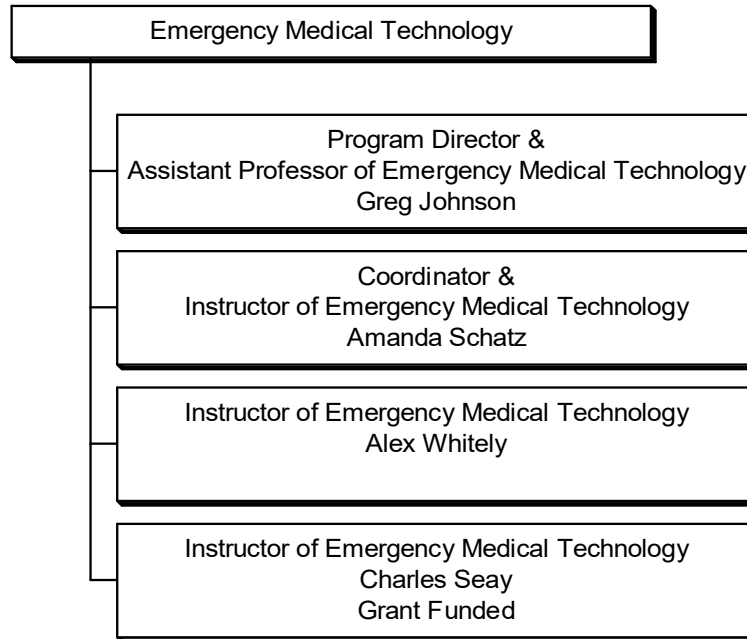 Emergency Medical Technology
Program Director &
Assistant Professor of Emergency Medical Technology
Greg Johnson
Coordinator &
Instructor of Emergency Medical Technology
Amanda Schatz
Instructor of Emergency Medical Technology
Alex Whitely
Instructor of Emergency Medical Technology
Charles Seay
Grant Funded